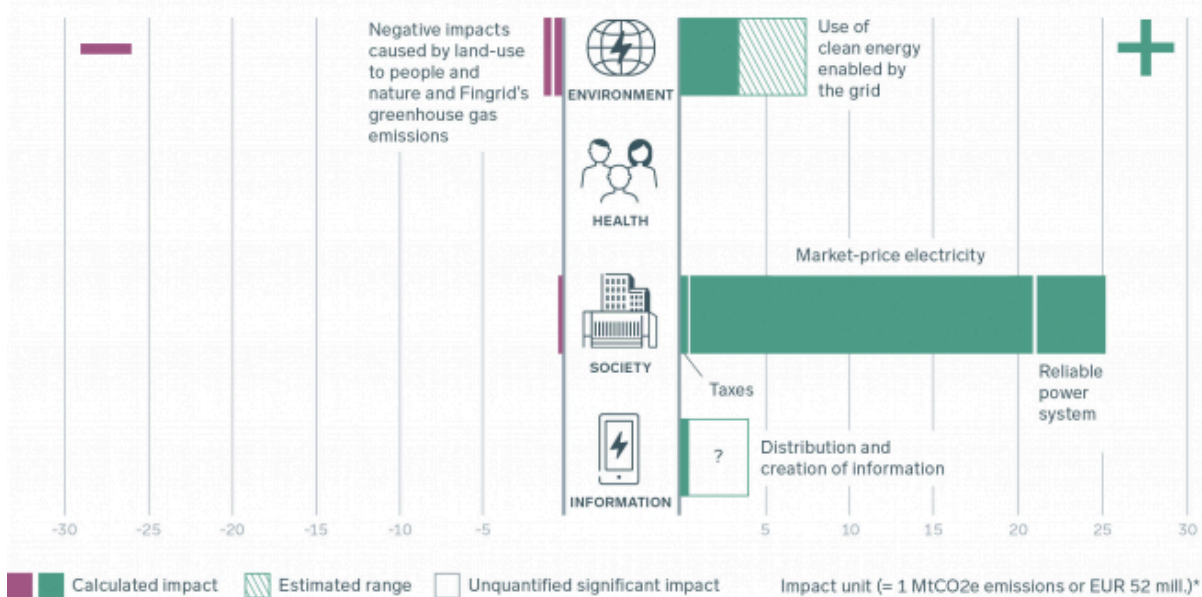 Negative impacts
caused by land-use
to people and
nature and Fingrid's
greenhouse gas
emissions
ENVIRONMENT
Use of
clean energy
enabled by
the grid
HEALTH
Market-price electricity
SOCIETY
Taxes
Reliable
power
system
?
Distribution and
creation of information
INFORMATION
-30 -25 -20 -15 -10 -5 5 10 15 20 25 30
Calculated impact Estimated range Unquantified significant impact Impact unit (= 1 MtCO2e emissions or EUR 52 mill.)*